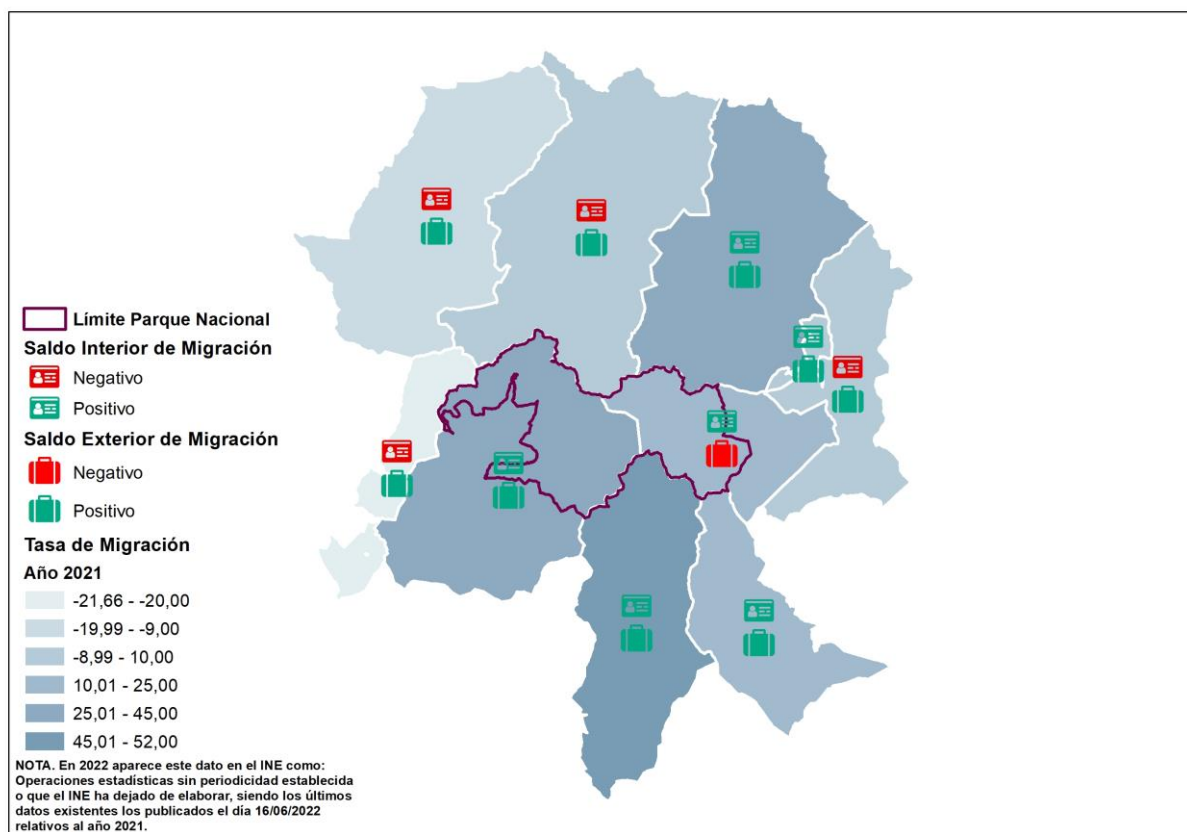 Límite Parque Nacional
Saldo Interior de Migración
Negativo
Positivo
Saldo Exterior de Migración
Negativo
Positivo
Tasa de Migración
Año 2021
-21,66 - -20,00
-19,99 - -9,00
-8,99 - 10,00
10,01 - 25,00
25,01 - 45,00
45,01 - 52,00
NOTA. En 2022 aparece este dato en el INE como:
Operaciones estadísticas sin periodicidad establecida
o que el INE ha dejado de elaborar, siendo los últimos
datos existentes los publicados el día 16/06/2022
relativos al año 2021.